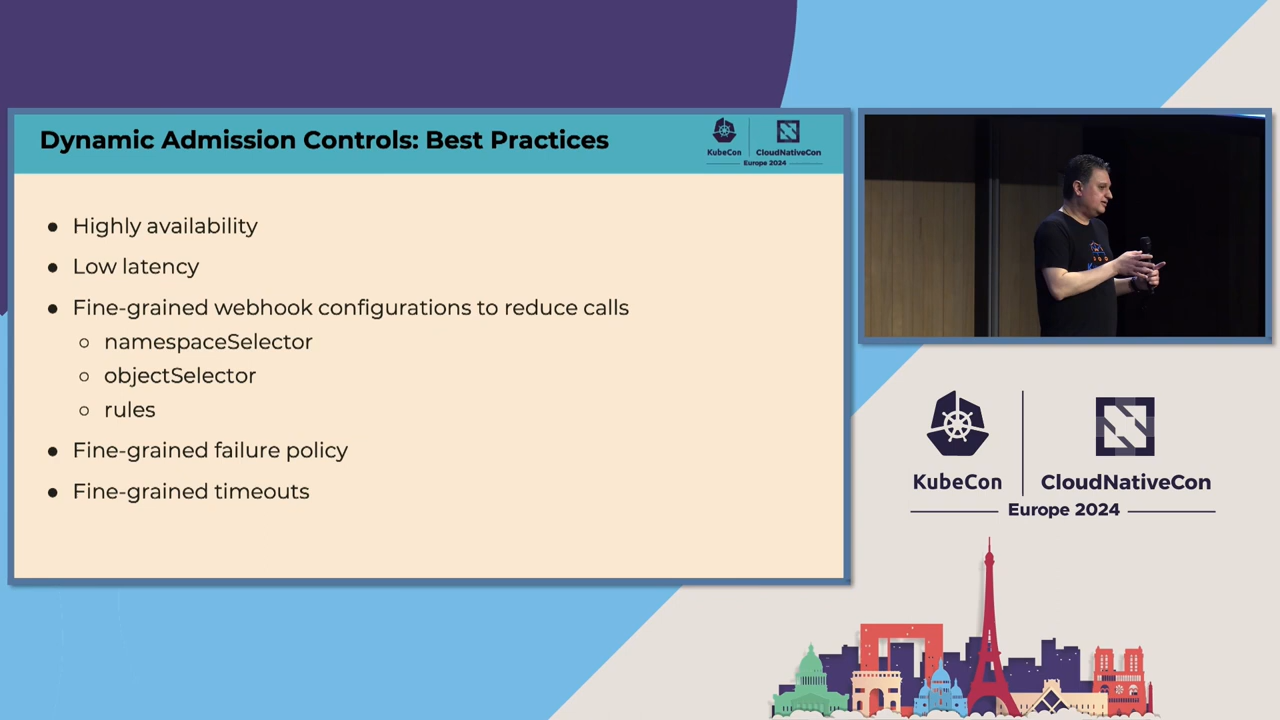 Dynamic Admission Controls: Best Practices
KubeCon
CloudNativeCon
Europe 2024
● Highly availability
● Low latency
● Fine-grained webhook configurations to reduce calls
○ namespaceSelector
○ objectSelector
○ rules
● Fine-grained failure policy
● Fine-grained timeouts
KubeCon
CloudNativeCon
Europe 2024